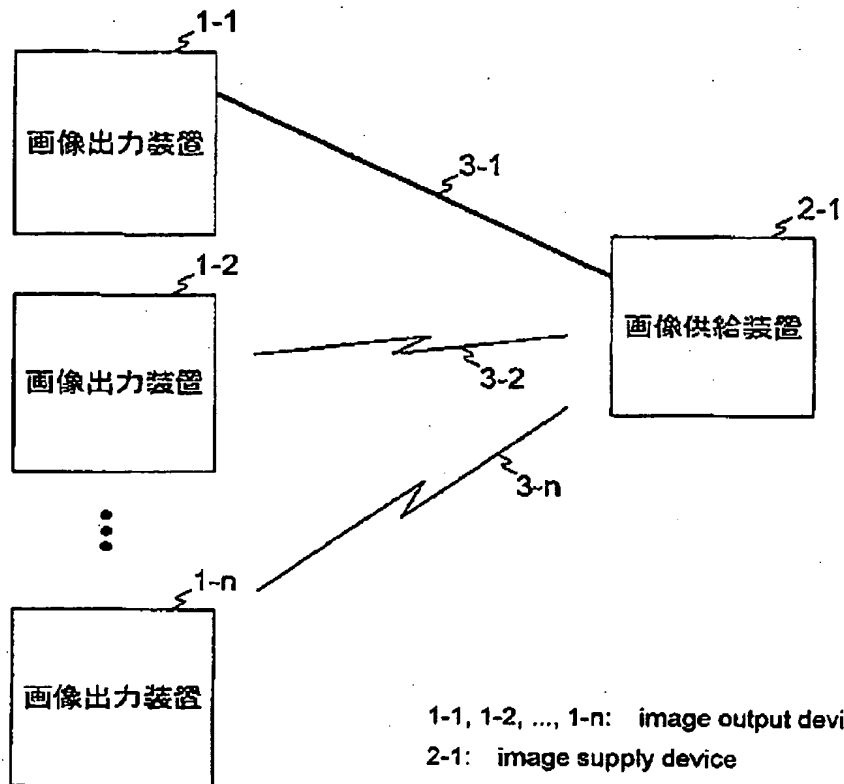 1-1
画像出力装置
3-1
2-1
画像供給装置
1-2
画像出力装置
3-2
3-n
1-n
画像出力装置
1-1, 1-2, ..., 1-n: image output devi
2-1: image supply device